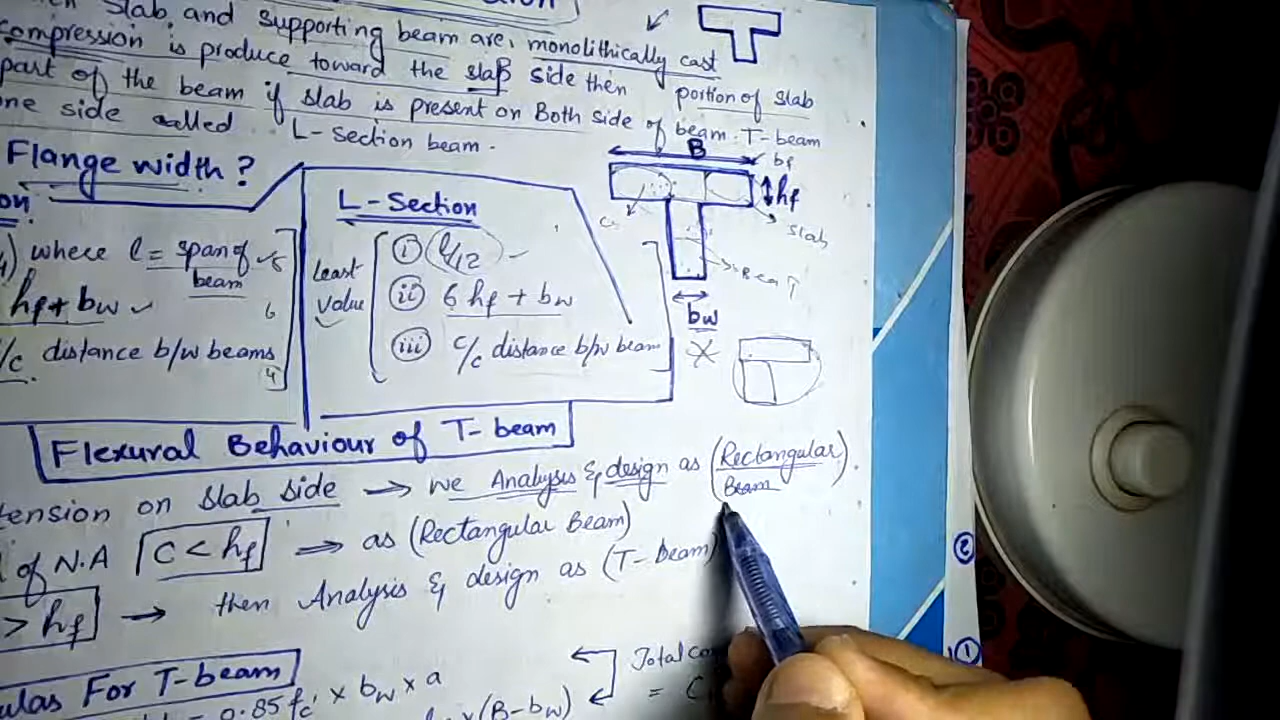 slab and supporting beam are, monolithically cast
compression is produce toward the slab side then portion of slab
part of the beam if slab is present on Both side of beam. T-beam
one side called L-Section beam.
Flange width?
on.
L-Section
where l = span of
beam
hf + bw
c/c distance b/w beams
Least
Value
i l/12
ii 6 hf + bw
iii c/c distance b/w beam
B
bf
hf
Slab
Beam
bw
Flexural Behaviour of T-beam
tension on slab side → we Analysis & design as (Rectangular
Beam)
of N.A C < hf ⇒ as (Rectangular Beam)
> hf → then Analysis & design as (T-beam)
ulas For T-beam
= 0.85 fc' x bw x a
x (B-bw)
Total
= C
2
1